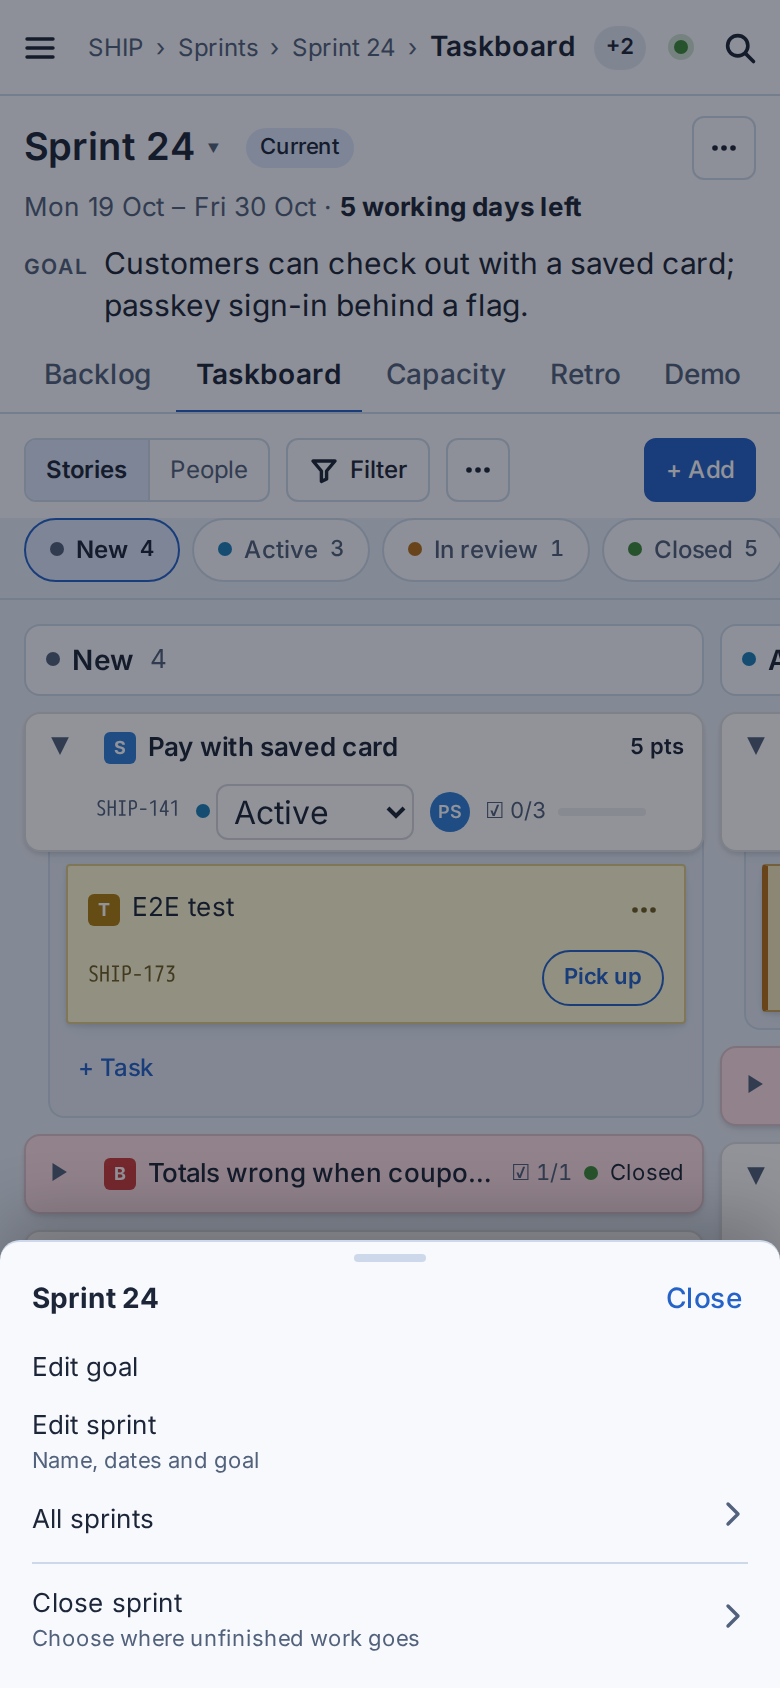 SHIP › Sprints › Sprint 24 › Taskboard +2
Sprint 24 ▾ Current
Mon 19 Oct – Fri 30 Oct · 5 working days left
GOAL Customers can check out with a saved card;
passkey sign-in behind a flag.
Backlog Taskboard Capacity Retro Demo
Stories People Filter ••• + Add
New 4 Active 3 In review 1 Closed 5
New 4
S Pay with saved card 5 pts
SHIP-141 Active PS ☑ 0/3
T E2E test •••
SHIP-173 Pick up
+ Task
B Totals wrong when coupo... ☑ 1/1 Closed
Sprint 24 Close
Edit goal
Edit sprint
Name, dates and goal
All sprints
Close sprint
Choose where unfinished work goes